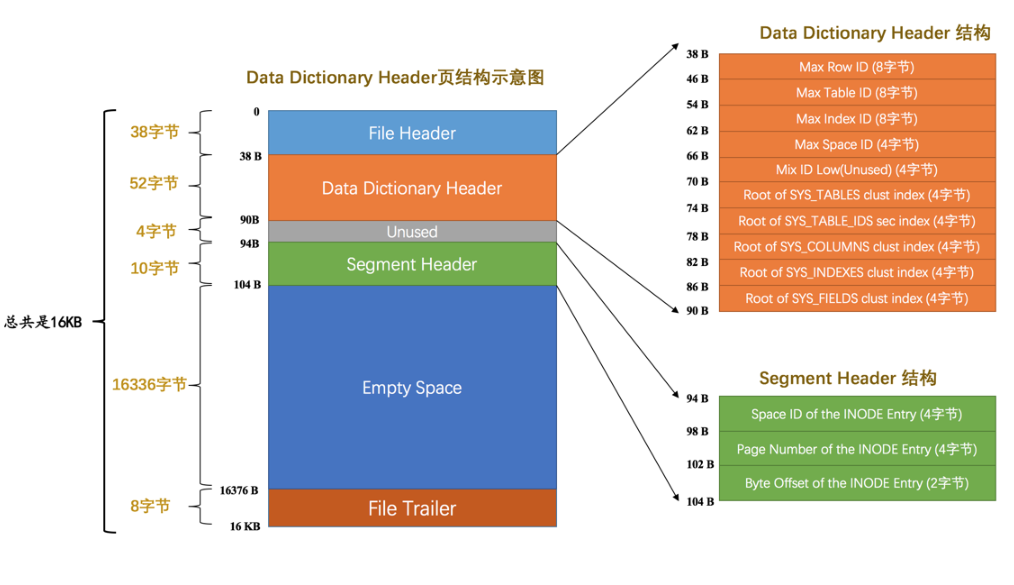 Data Dictionary Header页结构示意图
0
38字节
File Header
38 B
52字节
Data Dictionary Header
90B
4字节
Unused
94B
10字节
Segment Header
104 B
总共是16KB
16336字节
Empty Space
16376 B
8字节
File Trailer
16 KB
Data Dictionary Header 结构
38 B
Max Row ID (8字节)
46 B
Max Table ID (8字节)
54 B
Max Index ID (8字节)
62 B
Max Space ID (4字节)
66 B
Mix ID Low(Unused) (4字节)
70 B
Root of SYS_TABLES clust index (4字节)
74 B
Root of SYS_TABLE_IDS sec index (4字节)
78 B
Root of SYS_COLUMNS clust index (4字节)
82 B
Root of SYS_INDEXES clust index (4字节)
86 B
Root of SYS_FIELDS clust index (4字节)
90 B
Segment Header 结构
94 B
Space ID of the INODE Entry (4字节)
98 B
Page Number of the INODE Entry (4字节)
102 B
Byte Offset of the INODE Entry (2字节)
104 B